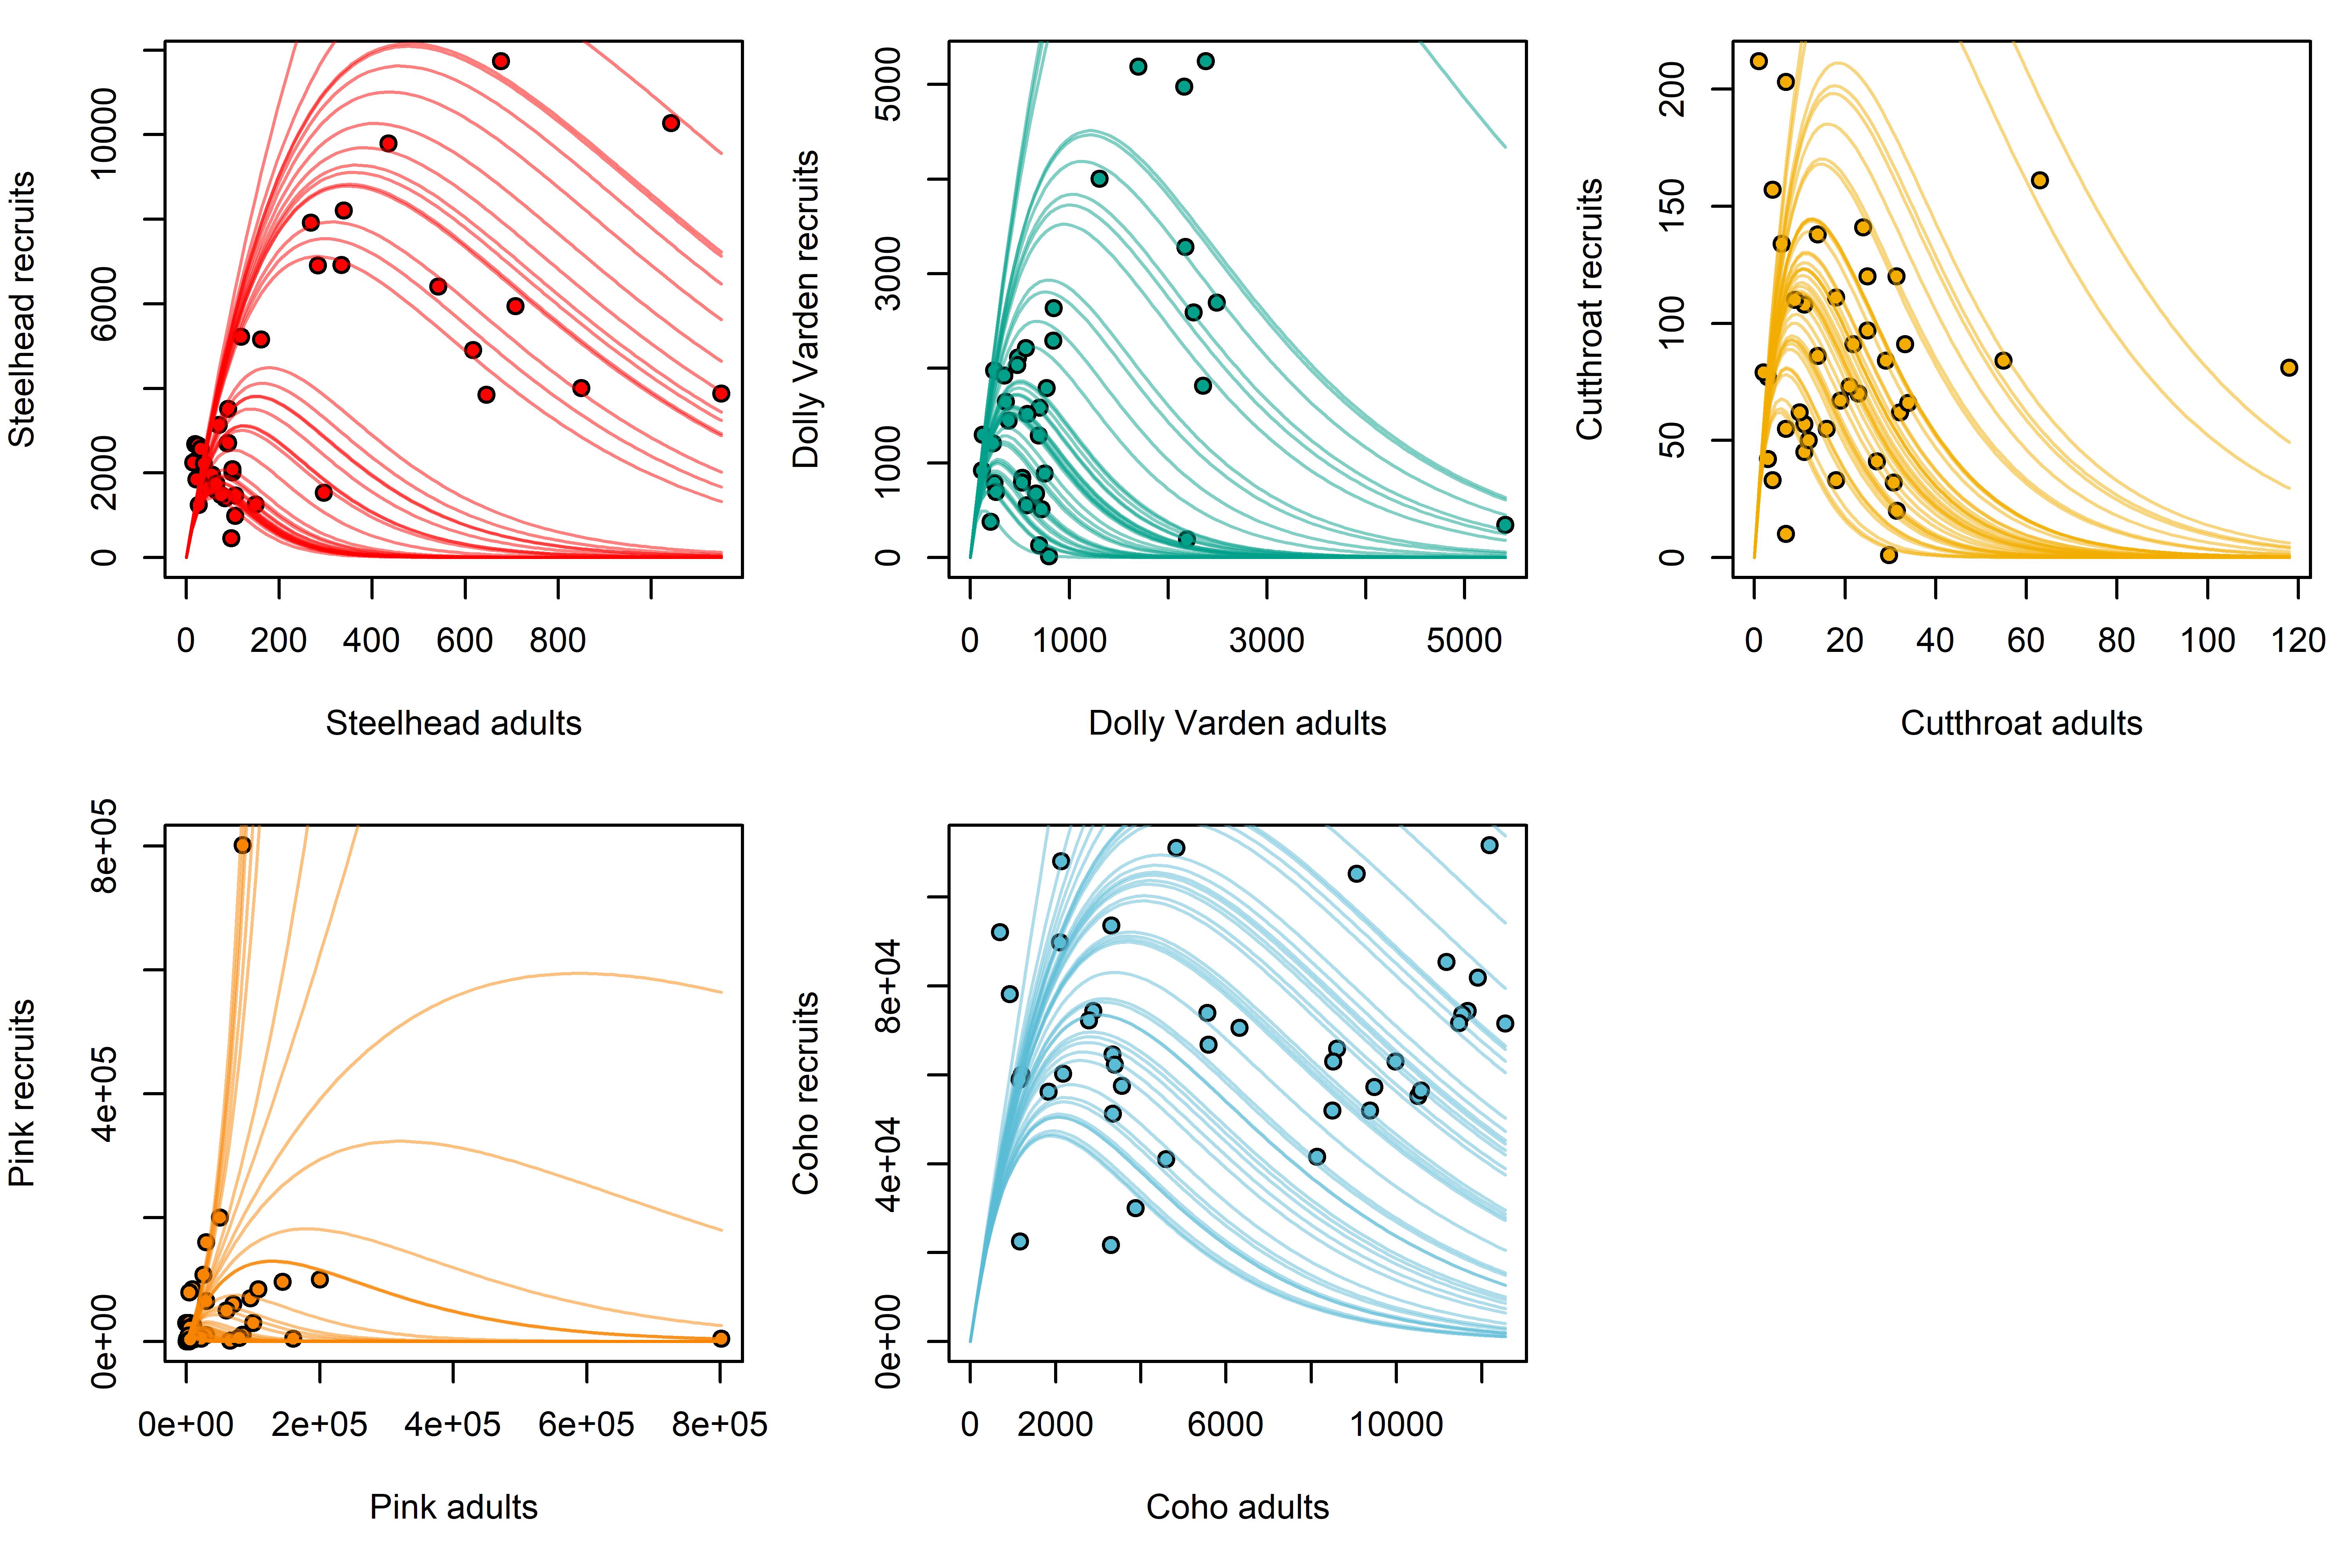 Steelhead recruits
0 2000 6000 10000
0 200 400 600 800
Steelhead adults
Dolly Varden recruits
0 1000 3000 5000
0 1000 3000 5000
Dolly Varden adults
Cutthroat recruits
0 50 100 150 200
0 20 40 60 80 100 120
Cutthroat adults
Pink recruits
0e+00 4e+05 8e+05
0e+00 2e+05 4e+05 6e+05 8e+05
Pink adults
Coho recruits
0e+00 4e+04 8e+04
0 2000 6000 10000
Coho adults